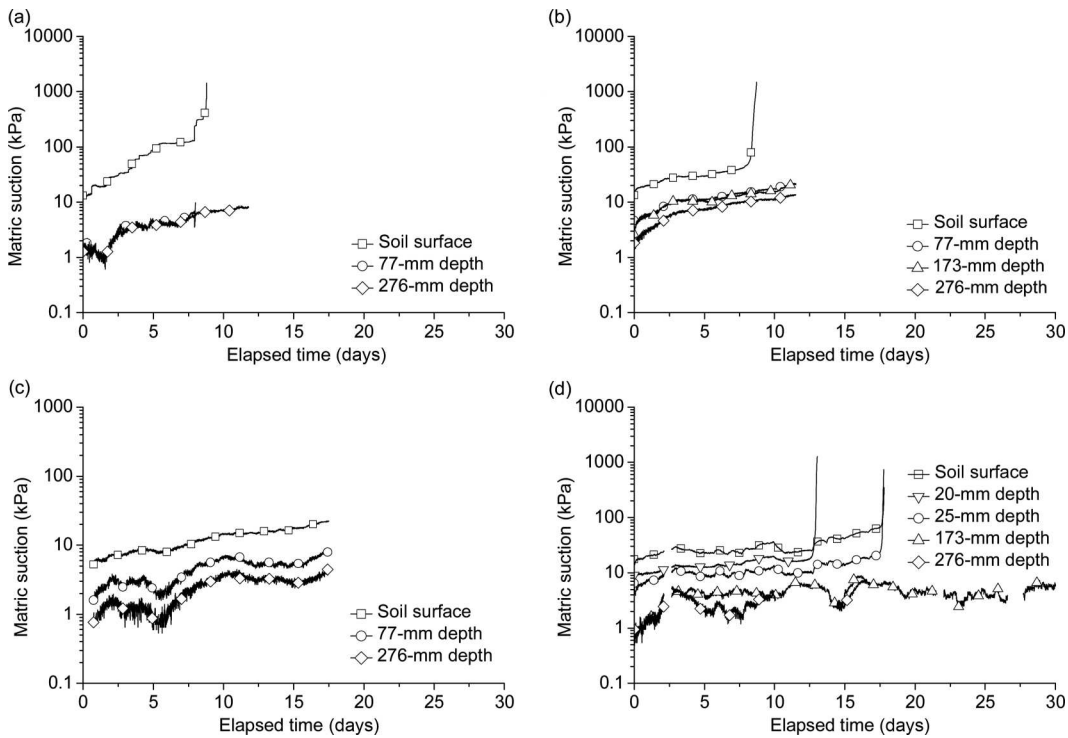 (a)
10000
1000
100
10
1
0.1
Matric suction (kPa)
Soil surface
77-mm depth
276-mm depth
0 5 10 15 20 25 30
Elapsed time (days)
(b)
10000
1000
100
10
1
0.1
Matric suction (kPa)
Soil surface
77-mm depth
173-mm depth
276-mm depth
0 5 10 15 20 25 30
Elapsed time (days)
(c)
1000
100
10
1
0.1
Matric suction (kPa)
Soil surface
77-mm depth
276-mm depth
0 5 10 15 20 25 30
Elapsed time (days)
(d)
10000
1000
100
10
1
0.1
Matric suction (kPa)
Soil surface
20-mm depth
25-mm depth
173-mm depth
276-mm depth
0 5 10 15 20 25 30
Elapsed time (days)